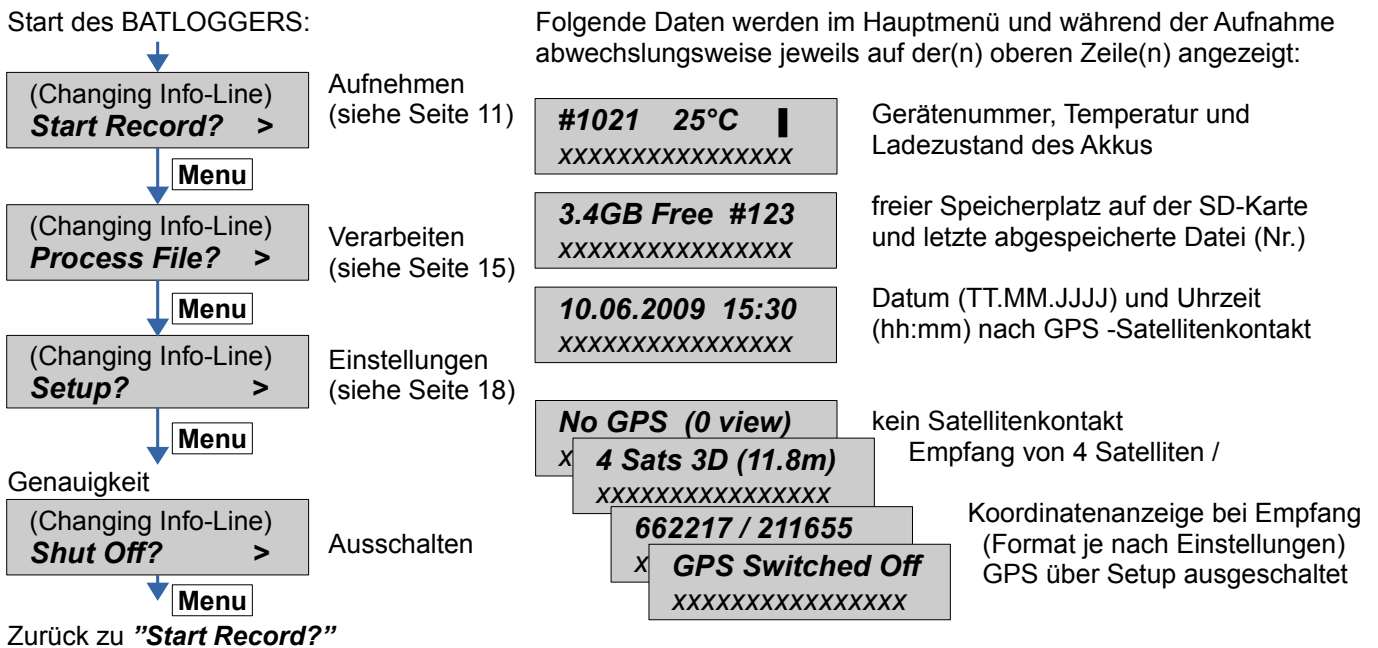 Start des BATLOGGERS:
(Changing Info-Line)
Start Record? >
Aufnehmen
(siehe Seite 11)
Menu
(Changing Info-Line)
Process File? >
Verarbeiten
(siehe Seite 15)
Menu
(Changing Info-Line)
Setup? >
Einstellungen
(siehe Seite 18)
Menu
Genauigkeit
(Changing Info-Line)
Shut Off? >
Ausschalten
Menu
Zurück zu "Start Record?"
Folgende Daten werden im Hauptmenü und während der Aufnahme
abwechslungsweise jeweils auf der(n) oberen Zeile(n) angezeigt:
#1021 25°C ▌
xxxxxxxxxxxxxxxx
Gerätenummer, Temperatur und
Ladezustand des Akkus
3.4GB Free #123
xxxxxxxxxxxxxxxx
freier Speicherplatz auf der SD-Karte
und letzte abgespeicherte Datei (Nr.)
10.06.2009 15:30
xxxxxxxxxxxxxxxx
Datum (TT.MM.JJJJ) und Uhrzeit
(hh:mm) nach GPS -Satellitenkontakt
No GPS (0 view)
x
kein Satellitenkontakt
4 Sats 3D (11.8m)
xxxxxxxxxxxxxxxx
Empfang von 4 Satelliten /
662217 / 211655
x
Koordinatenanzeige bei Empfang
(Format je nach Einstellungen)
GPS Switched Off
xxxxxxxxxxxxxxxx
GPS über Setup ausgeschaltet